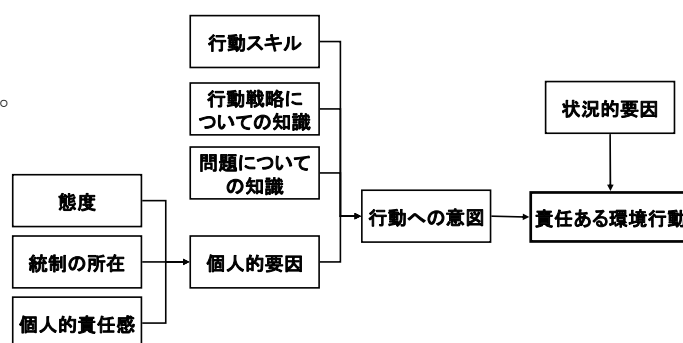 行動スキル
。
行動戦略に
ついての知識
状況的要因
問題について
の知識
態度
行動への意図
責任ある環境行動
統制の所在
個人的要因
個人的責任感